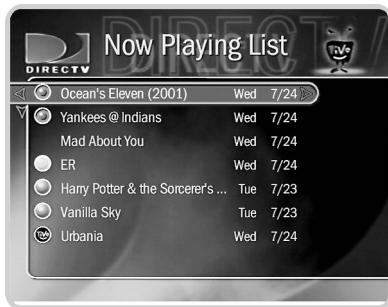 DIRECTV
Now Playing List
TiVo
DIRECTV
Ocean's Eleven (2001) Wed 7/24
Yankees @ Indians Wed 7/24
Mad About You Wed 7/24
ER Wed 7/24
Harry Potter & the Sorcerer's ... Tue 7/23
Vanilla Sky Tue 7/23
TiVo Urbania Wed 7/24